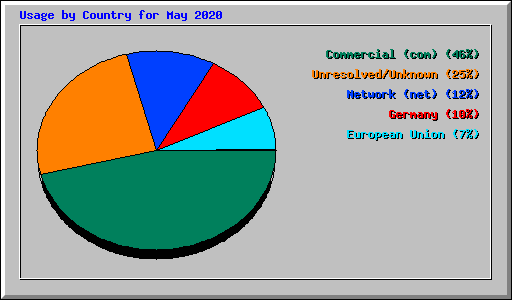 Usage by Country for May 2020
Commercial (com) (46%)
Unresolved/Unknown (25%)
Network (net) (12%)
Germany (10%)
European Union (7%)